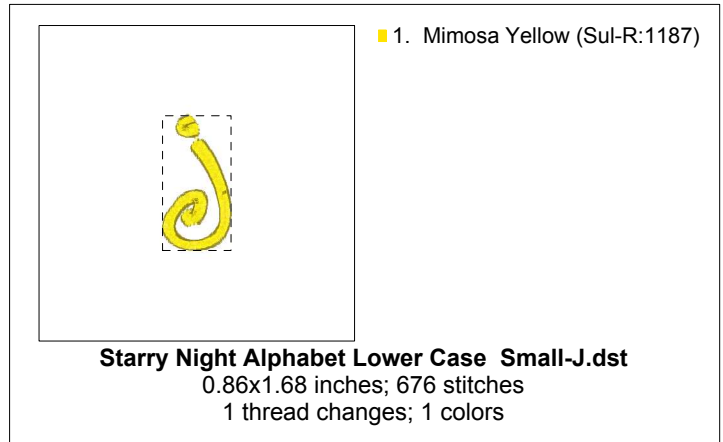 1. Mimosa Yellow (Sul-R:1187)
Starry Night Alphabet Lower Case Small-J.dst
0.86x1.68 inches; 676 stitches
1 thread changes; 1 colors